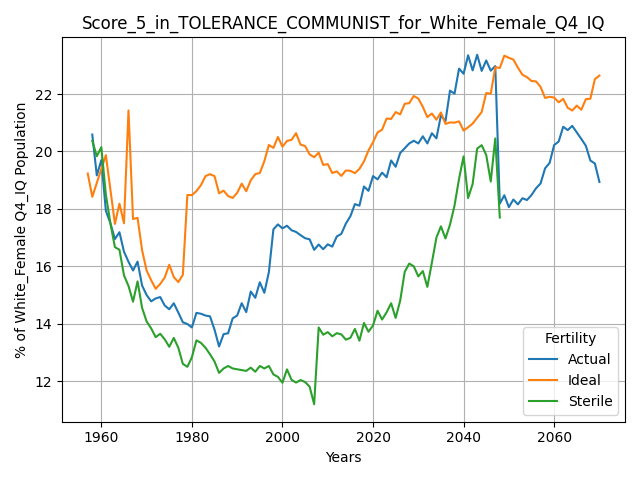 Score_5_in_TOLERANCE_COMMUNIST_for_White_Female_Q4_IQ
% of White_Female Q4_IQ Population
22
20
18
16
14
12
1960
1980
2000
2020
2040
2060
Years
Fertility
Actual
Ideal
Sterile